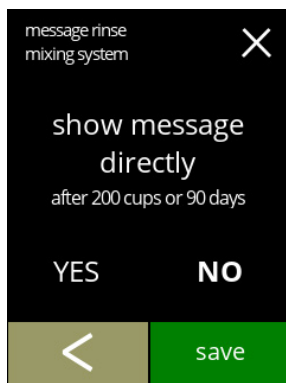 message rinse
mixing system
show message
directly
after 200 cups or 90 days
YES NO
save